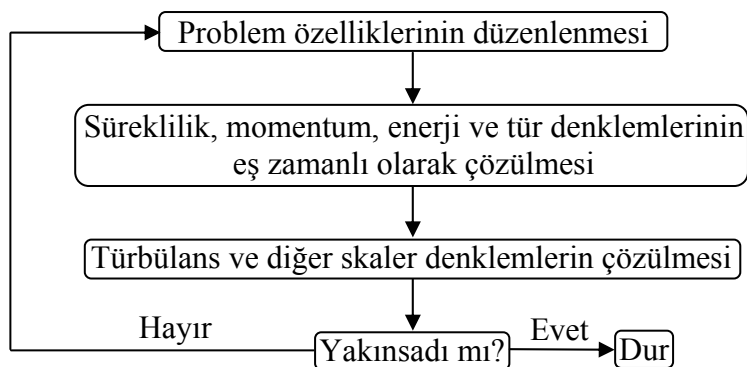 Problem özelliklerinin düzenlenmesi
Süreklilik, momentum, enerji ve tür denklemlerinin
eş zamanlı olarak çözülmesi
Türbülans ve diğer skaler denklemlerin çözülmesi
Hayır
Yakınsadı mı?
Evet
Dur